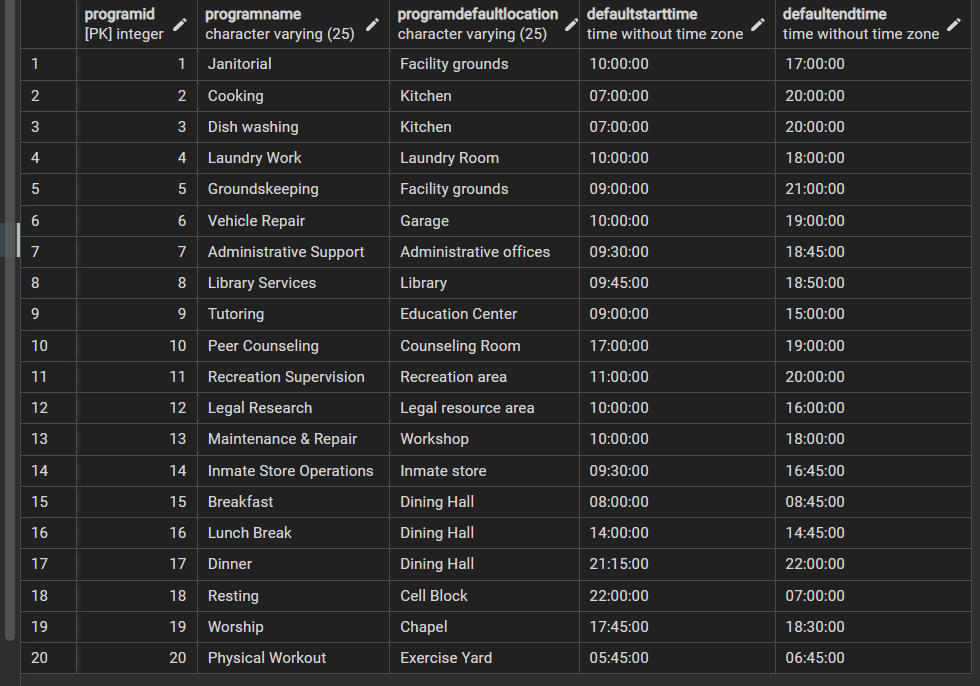 programid programname programdefaultlocation defaultstarttime defaultendtime
[PK] integer character varying (25) character varying (25) time without time zone time without time zone
1 1 Janitorial Facility grounds 10:00:00 17:00:00
2 2 Cooking Kitchen 07:00:00 20:00:00
3 3 Dish washing Kitchen 07:00:00 20:00:00
4 4 Laundry Work Laundry Room 10:00:00 18:00:00
5 5 Groundskeeping Facility grounds 09:00:00 21:00:00
6 6 Vehicle Repair Garage 10:00:00 19:00:00
7 7 Administrative Support Administrative offices 09:30:00 18:45:00
8 8 Library Services Library 09:45:00 18:50:00
9 9 Tutoring Education Center 09:00:00 15:00:00
10 10 Peer Counseling Counseling Room 17:00:00 19:00:00
11 11 Recreation Supervision Recreation area 11:00:00 20:00:00
12 12 Legal Research Legal resource area 10:00:00 16:00:00
13 13 Maintenance & Repair Workshop 10:00:00 18:00:00
14 14 Inmate Store Operations Inmate store 09:30:00 16:45:00
15 15 Breakfast Dining Hall 08:00:00 08:45:00
16 16 Lunch Break Dining Hall 14:00:00 14:45:00
17 17 Dinner Dining Hall 21:15:00 22:00:00
18 18 Resting Cell Block 22:00:00 07:00:00
19 19 Worship Chapel 17:45:00 18:30:00
20 20 Physical Workout Exercise Yard 05:45:00 06:45:00